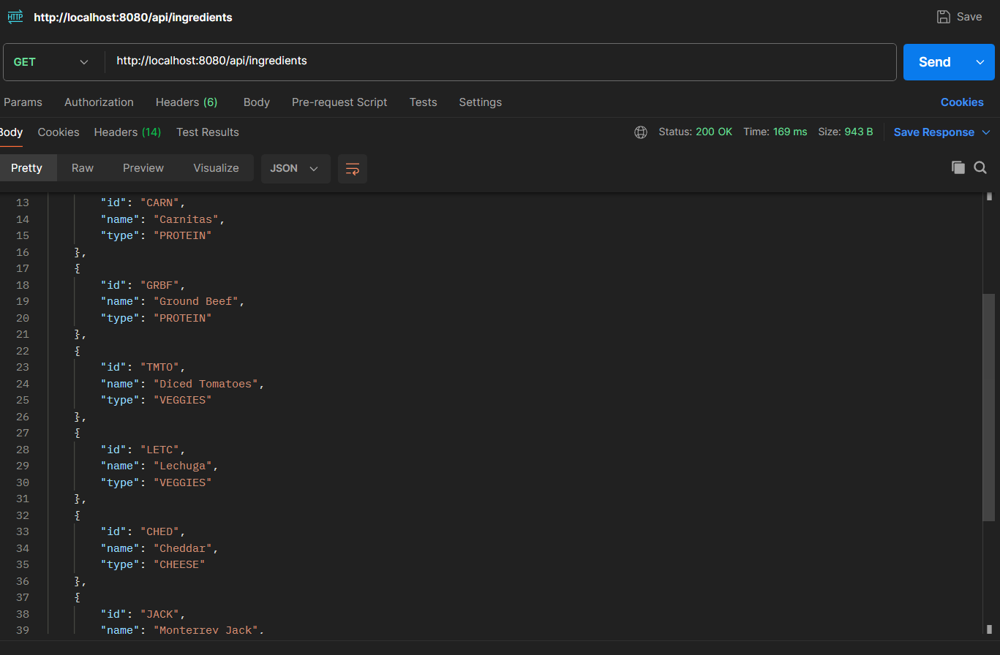 HTTP http://localhost:8080/api/ingredients Save
GET http://localhost:8080/api/ingredients Send
Params Authorization Headers (6) Body Pre-request Script Tests Settings Cookies
Body Cookies Headers (14) Test Results Status: 200 OK Time: 169 ms Size: 943 B Save Response
Pretty Raw Preview Visualize JSON
13 "id": "CARN",
14 "name": "Carnitas",
15 "type": "PROTEIN"
16 },
17 {
18 "id": "GRBF",
19 "name": "Ground Beef",
20 "type": "PROTEIN"
21 },
22 {
23 "id": "TMTO",
24 "name": "Diced Tomatoes",
25 "type": "VEGGIES"
26 },
27 {
28 "id": "LETC",
29 "name": "Lechuga",
30 "type": "VEGGIES"
31 },
32 {
33 "id": "CHED",
34 "name": "Cheddar",
35 "type": "CHEESE"
36 },
37 {
38 "id": "JACK",
39 "name": "Monterrey Jack",